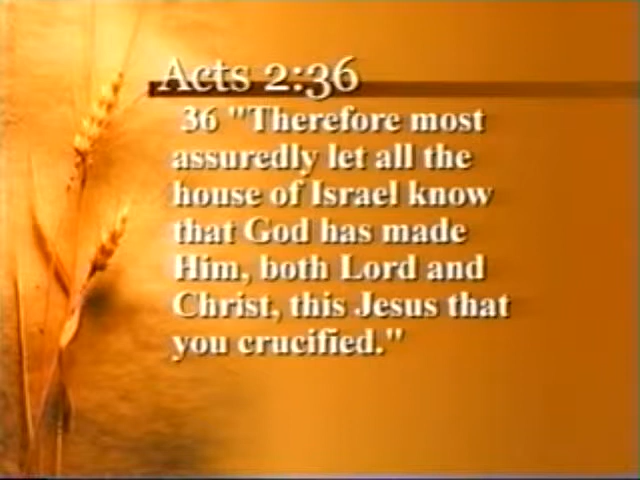 Acts 2:36
36 "Therefore most
assuredly let all the
house of Israel know
that God has made
Him, both Lord and
Christ, this Jesus that
you crucified."